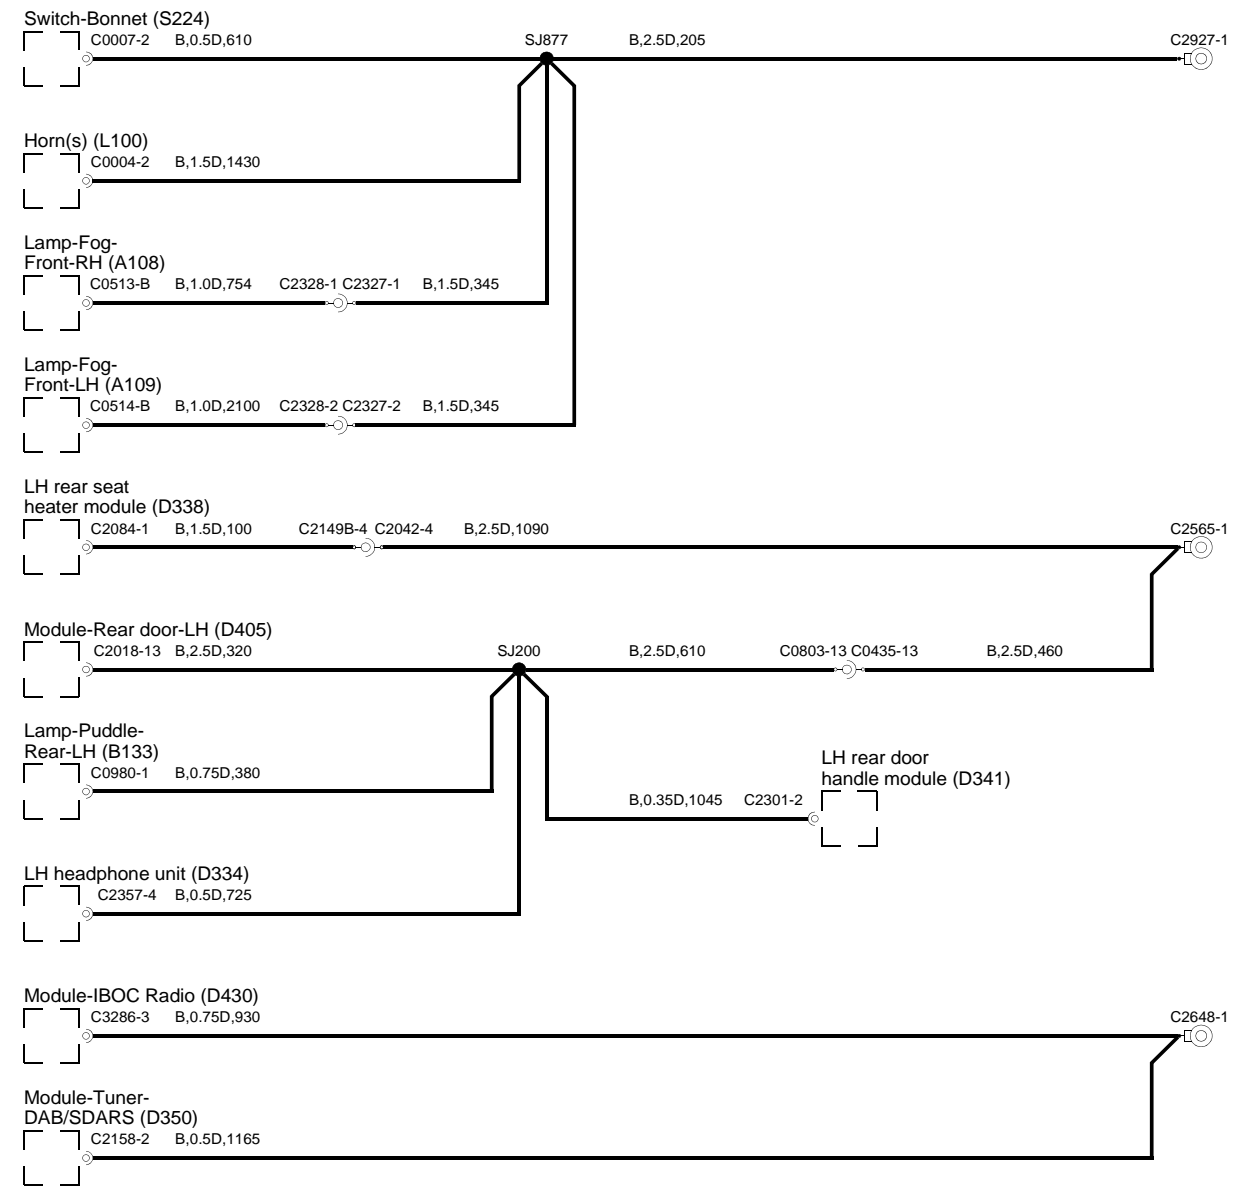 Switch-Bonnet (S224)
C0007-2 B,0.5D,610 SJ877 B,2.5D,205 C2927-1
Horn(s) (L100)
C0004-2 B,1.5D,1430
Lamp-Fog-
Front-RH (A108)
C0513-B B,1.0D,754 C2328-1 C2327-1 B,1.5D,345
Lamp-Fog-
Front-LH (A109)
C0514-B B,1.0D,2100 C2328-2 C2327-2 B,1.5D,345
LH rear seat
heater module (D338)
C2084-1 B,1.5D,100 C2149B-4 C2042-4 B,2.5D,1090 C2565-1
Module-Rear door-LH (D405)
C2018-13 B,2.5D,320 SJ200 B,2.5D,610 C0803-13 C0435-13 B,2.5D,460
Lamp-Puddle-
Rear-LH (B133)
C0980-1 B,0.75D,380
LH rear door
handle module (D341)
B,0.35D,1045 C2301-2
LH headphone unit (D334)
C2357-4 B,0.5D,725
Module-IBOC Radio (D430)
C3286-3 B,0.75D,930 C2648-1
Module-Tuner-
DAB/SDARS (D350)
C2158-2 B,0.5D,1165